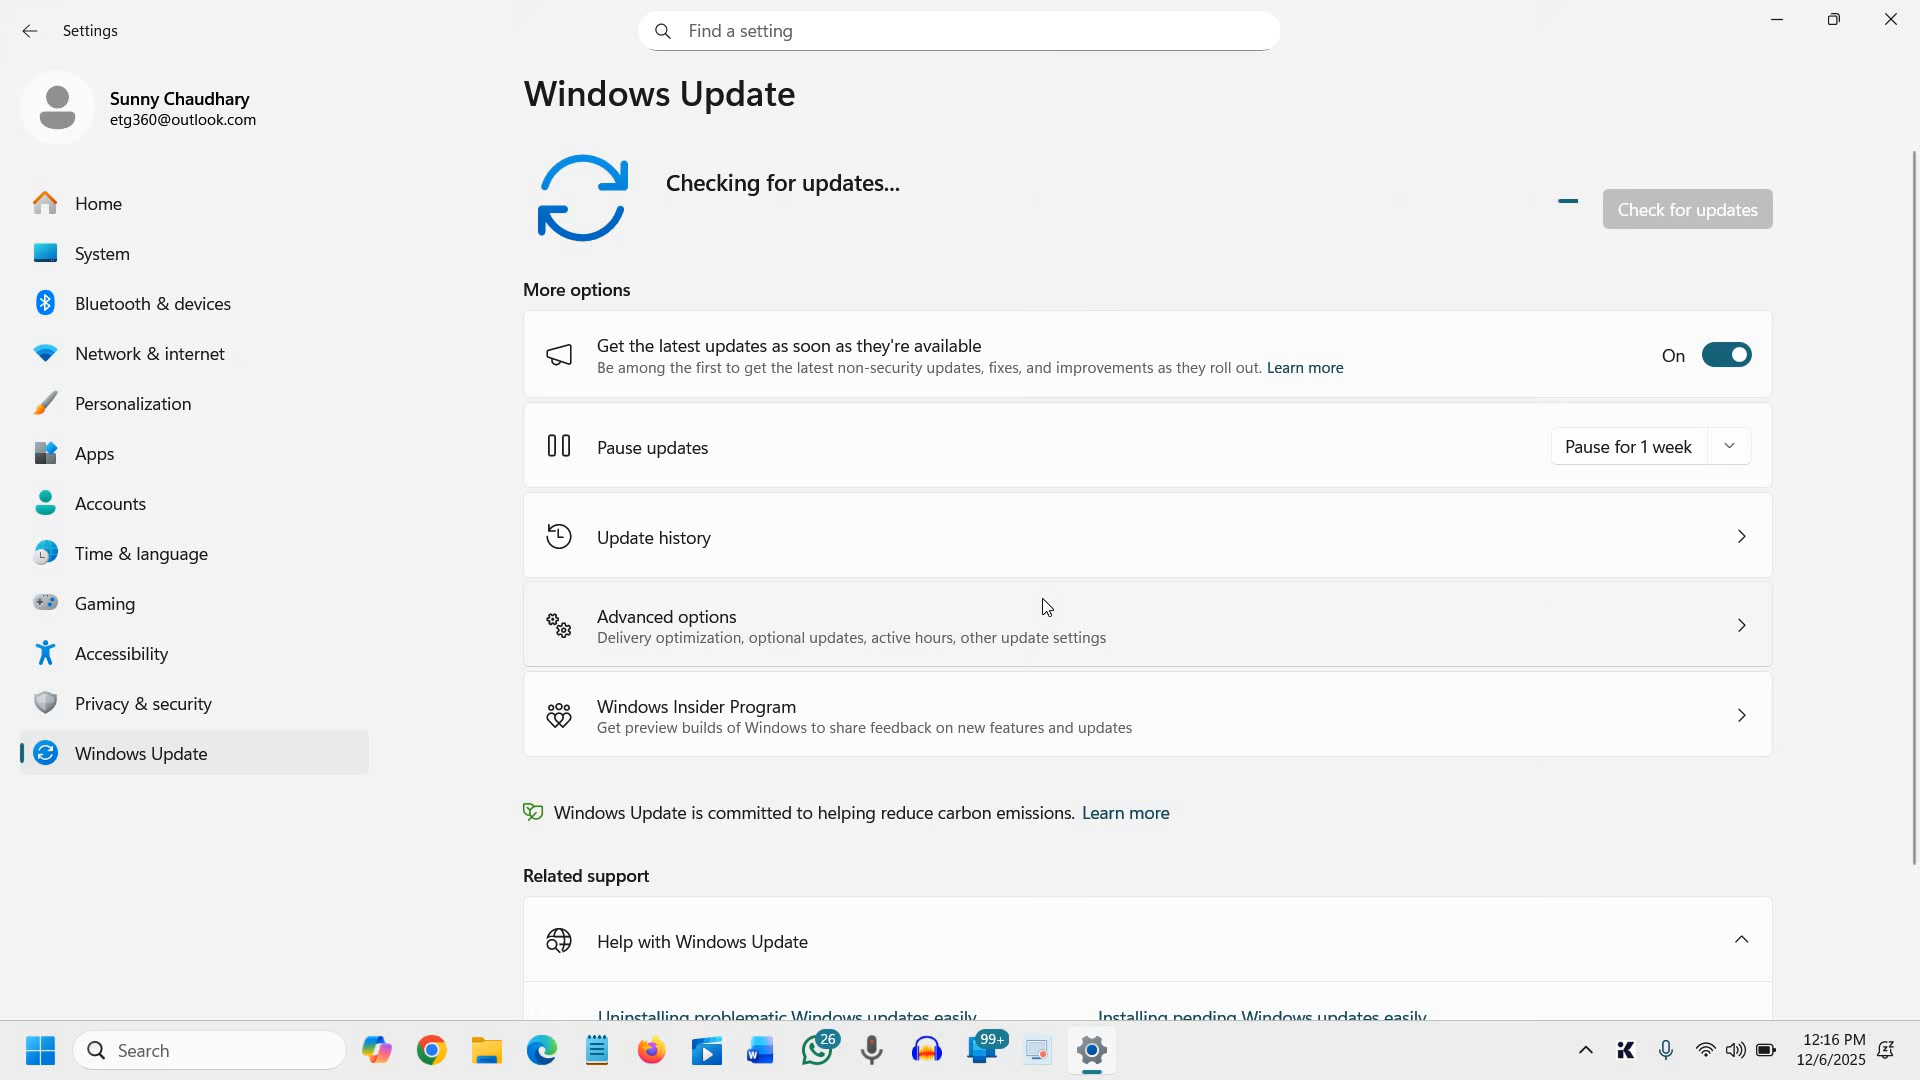 Settings
Find a setting
Sunny Chaudhary
etg360@outlook.com
Home
System
Bluetooth & devices
Network & internet
Personalization
Apps
Accounts
Time & language
Gaming
Accessibility
Privacy & security
Windows Update
Windows Update
Checking for updates...
Check for updates
More options
Get the latest updates as soon as they're available
Be among the first to get the latest non-security updates, fixes, and improvements as they roll out. Learn more
On
Pause updates
Pause for 1 week
Update history
Advanced options
Delivery optimization, optional updates, active hours, other update settings
Windows Insider Program
Get preview builds of Windows to share feedback on new features and updates
Windows Update is committed to helping reduce carbon emissions. Learn more
Related support
Help with Windows Update
Uninstalling problematic Windows updates easily
Installing pending Windows updates easily
Search
26
99+
12:16 PM
12/6/2025